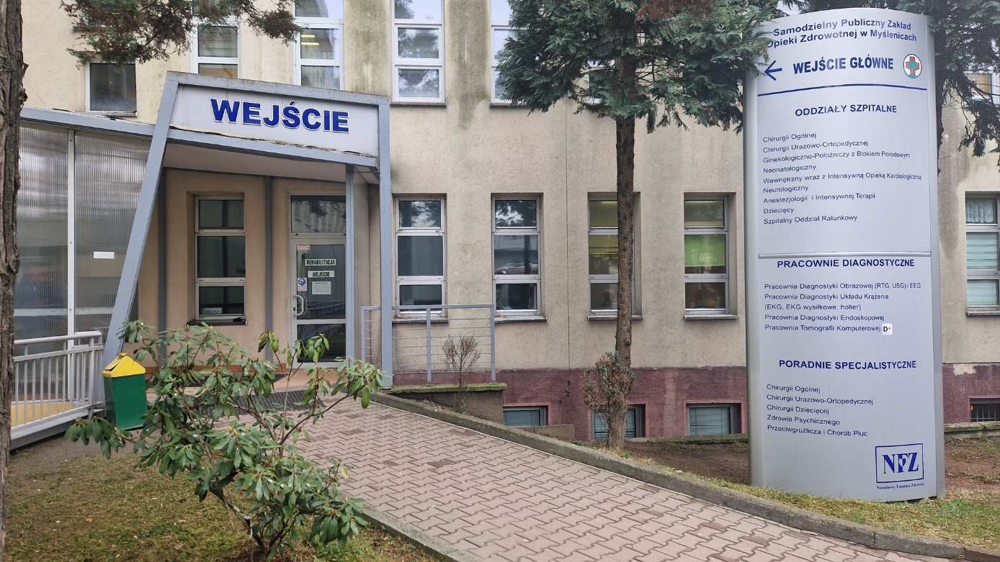 WEJŚCIE
REHABILITACJA
WEJŚCIE
Samodzielny Publiczny Zakład
Opieki Zdrowotnej w Myślenicach
WEJŚCIE GŁÓWNE
ODDZIAŁY SZPITALNE
Chirurgii Ogólnej
Chirurgii Urazowo-Ortopedycznej
Ginekologiczno-Położniczy z Blokiem Porodowym
Neonatologiczny
Wewnętrzny wraz z Intensywną Opieką Kardiologiczną
Neurologiczny
Anestezjologii i Intensywnej Terapii
Dziecięcy
Szpitalny Oddział Ratunkowy
PRACOWNIE DIAGNOSTYCZNE
Pracownia Diagnostyki Obrazowej (RTG, USG) i EEG
Pracownia Diagnostyki Układu Krążenia
(EKG, EKG wysiłkowe, holter)
Pracownia Diagnostyki Endoskopowej
Pracownia Tomografii Komputerowej D+
PORADNIE SPECJALISTYCZNE
Chirurgii Ogólnej
Chirurgii Urazowo-Ortopedycznej
Chirurgii Dziecięcej
Zdrowia Psychicznego
Przeciwgruźlicza i Chorób Płuc
NFZ
Narodowy Fundusz Zdrowia